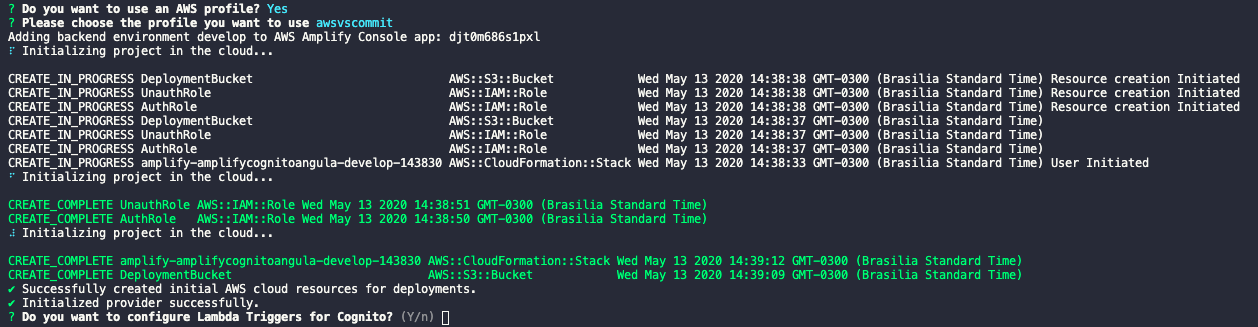 ? Do you want to use an AWS profile? Yes
? Please choose the profile you want to use awsvscommit
Adding backend environment develop to AWS Amplify Console app: djt0m686s1pxl
⠏ Initializing project in the cloud...
CREATE_IN_PROGRESS DeploymentBucket AWS::S3::Bucket Wed May 13 2020 14:38:38 GMT-0300 (Brasilia Standard Time) Resource creation Initiated
CREATE_IN_PROGRESS UnauthRole AWS::IAM::Role Wed May 13 2020 14:38:38 GMT-0300 (Brasilia Standard Time) Resource creation Initiated
CREATE_IN_PROGRESS AuthRole AWS::IAM::Role Wed May 13 2020 14:38:38 GMT-0300 (Brasilia Standard Time) Resource creation Initiated
CREATE_IN_PROGRESS DeploymentBucket AWS::S3::Bucket Wed May 13 2020 14:38:37 GMT-0300 (Brasilia Standard Time)
CREATE_IN_PROGRESS UnauthRole AWS::IAM::Role Wed May 13 2020 14:38:37 GMT-0300 (Brasilia Standard Time)
CREATE_IN_PROGRESS AuthRole AWS::IAM::Role Wed May 13 2020 14:38:37 GMT-0300 (Brasilia Standard Time)
CREATE_IN_PROGRESS amplify-amplifycognitoangula-develop-143830 AWS::CloudFormation::Stack Wed May 13 2020 14:38:33 GMT-0300 (Brasilia Standard Time) User Initiated
⠋ Initializing project in the cloud...
CREATE_COMPLETE UnauthRole AWS::IAM::Role Wed May 13 2020 14:38:51 GMT-0300 (Brasilia Standard Time)
CREATE_COMPLETE AuthRole AWS::IAM::Role Wed May 13 2020 14:38:50 GMT-0300 (Brasilia Standard Time)
⠼ Initializing project in the cloud...
CREATE_COMPLETE amplify-amplifycognitoangula-develop-143830 AWS::CloudFormation::Stack Wed May 13 2020 14:39:12 GMT-0300 (Brasilia Standard Time)
CREATE_COMPLETE DeploymentBucket AWS::S3::Bucket Wed May 13 2020 14:39:09 GMT-0300 (Brasilia Standard Time)
✔ Successfully created initial AWS cloud resources for deployments.
✔ Initialized provider successfully.
? Do you want to configure Lambda Triggers for Cognito? (Y/n)